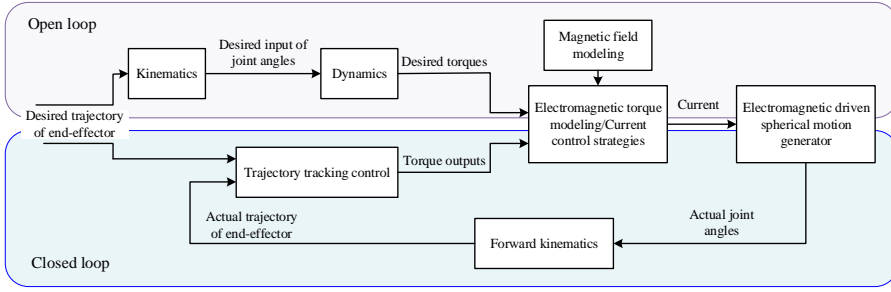 Open loop
Magnetic field
modeling
Desired input of
joint angles
Kinematics
Dynamics
Desired torques
Desired trajectory
of end-effector
Electromagnetic torque
modeling/Current
control strategies
Current
Electromagnetic driven
spherical motion
generator
Trajectory tracking control
Torque outputs
Actual trajectory
of end-effector
Forward kinematics
Actual joint
angles
Closed loop